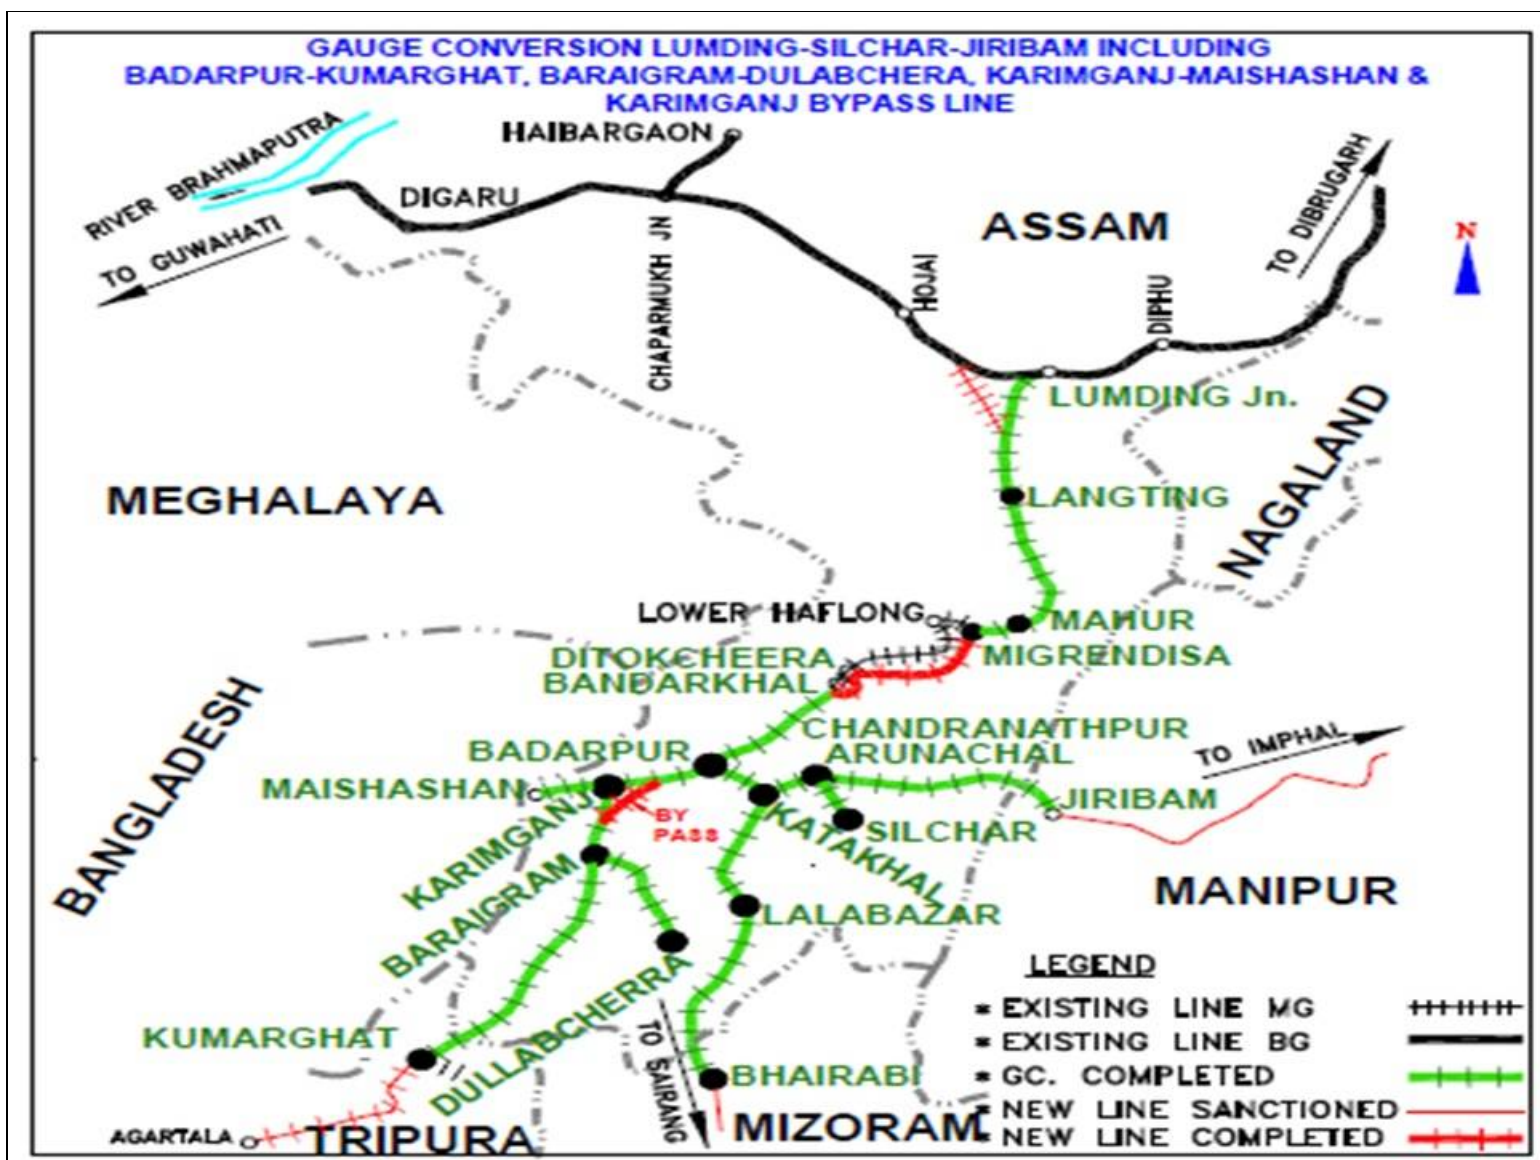 GAUGE CONVERSION LUMDING-SILCHAR-JIRIBAM INCLUDING
BADARPUR-KUMARGHAT, BARAIGRAM-DULABCHERA, KARIMGANJ-MAISHASHAN &
KARIMGANJ BYPASS LINE
HAIBARGAON
RIVER BRAHMAPUTRA
DIGARU
TO GUWAHATI
CHAPARMUKH JN
ASSAM
HOJAI
DIPHU
TO DIBRUGARH
N
LUMDING Jn.
NAGALAND
MEGHALAYA
LANGTING
LOWER HAFLONG
MAHUR
DITOKCHEERA
MIGRENDISA
BANDARKHAL
BANGLADESH
CHANDRANATHPUR
BADARPUR
ARUNACHAL
TO IMPHAL
MAISHASHAN
JIRIBAM
KARIMGANJ
BY
PASS
KATAKHAL
SILCHAR
BARAIGRAM
MANIPUR
LALABAZAR
DULLABCHERRA
KUMARGHAT
TO SAIRANG
BHAIRABI
AGARTALA
TRIPURA
MIZORAM
LEGEND
* EXISTING LINE MG
* EXISTING LINE BG
* GC. COMPLETED
* NEW LINE SANCTIONED
* NEW LINE COMPLETED